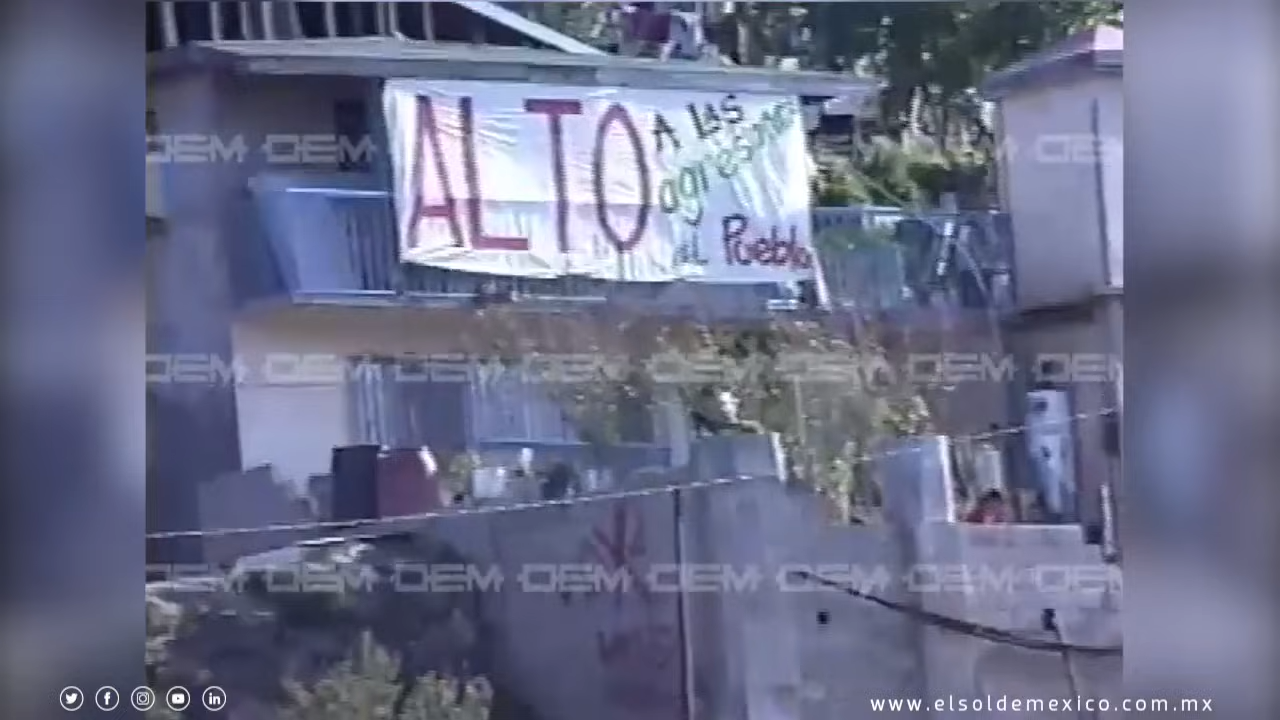 ALTO
A LAS
agresiones
al Pueblo
OEM OEM OEM
OEM OEM OEM OEM OEM OEM OEM OEM
OEM OEM OEM OEM OEM OEM OEM OEM
www.elsoldemexico.com.mx